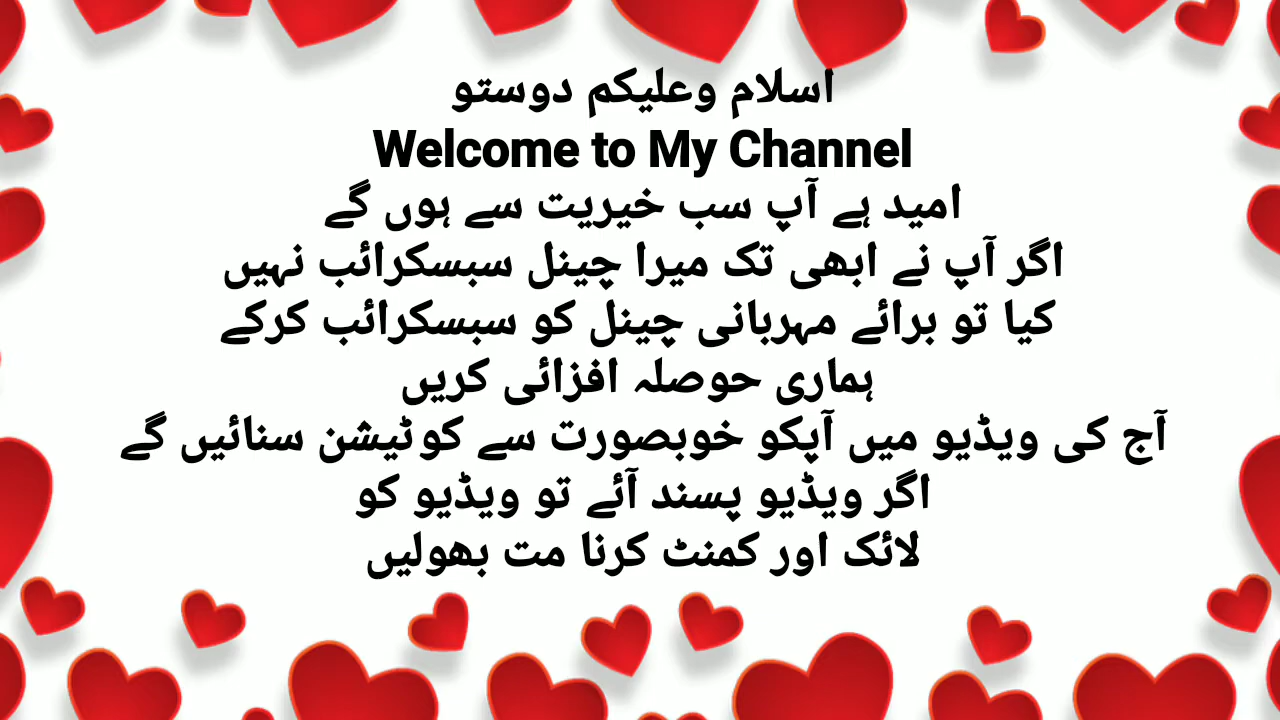 اسلام وعلیکم دوستو
Welcome to My Channel
امید ہے آپ سب خیریت سے ہوں گے
اگر آپ نے ابھی تک میرا چینل سبسکرائب نہیں
کیا تو برائے مہربانی چینل کو سبسکرائب کرکے
ہماری حوصلہ افزائی کریں
آج کی ویڈیو میں آپکو خوبصورت سے کوٹیشن سنائیں گے
اگر ویڈیو پسند آئے تو ویڈیو کو
لائک اور کمنٹ کرنا مت بھولیں